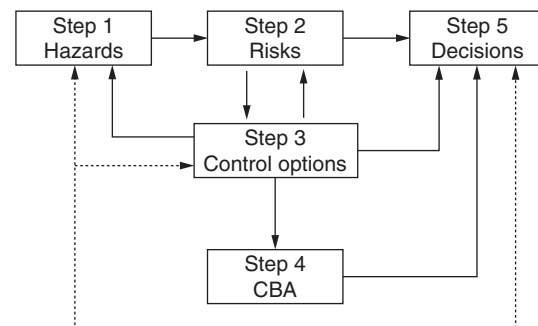 Step 1
Hazards
Step 2
Risks
Step 5
Decisions
Step 3
Control options
Step 4
CBA